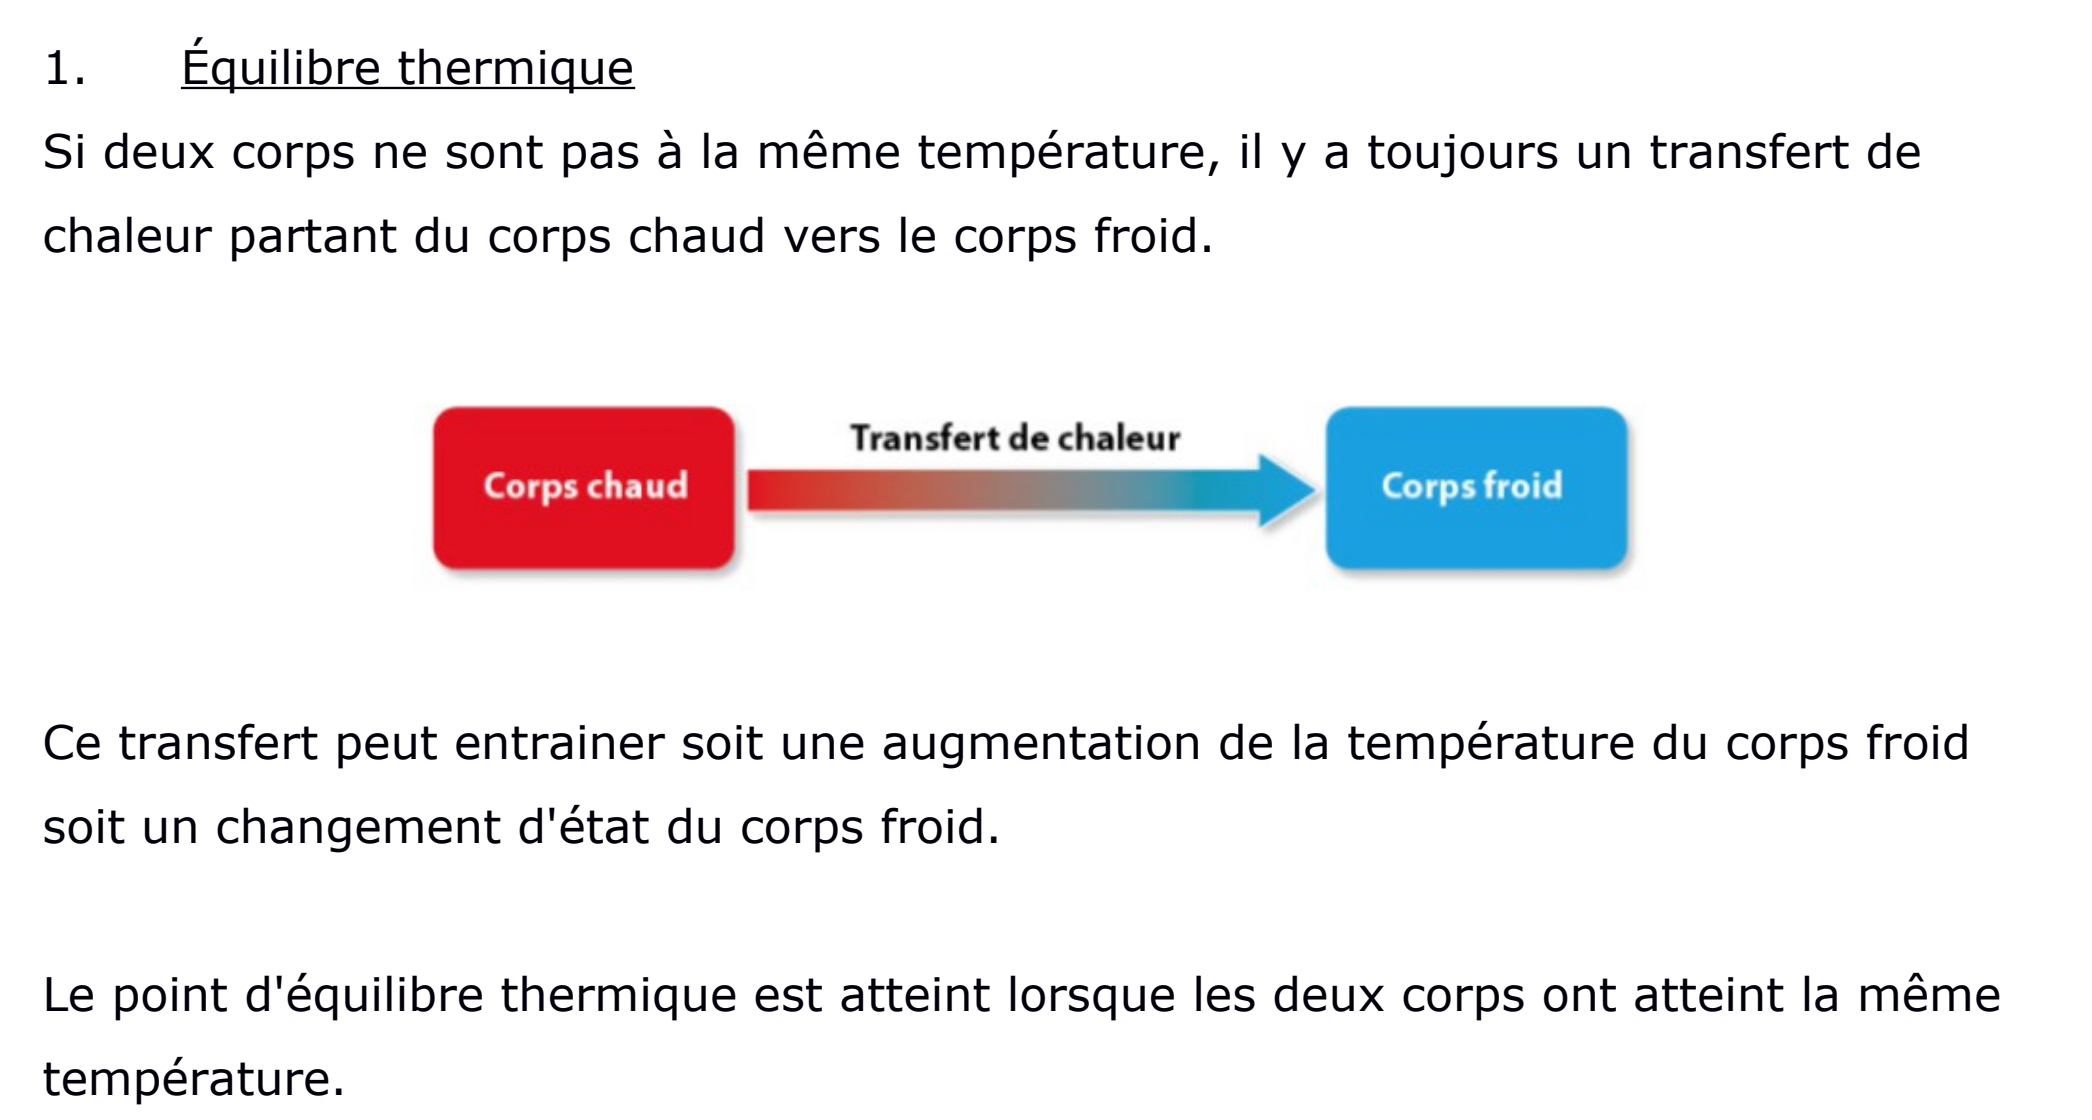 1. Équilibre thermique
Si deux corps ne sont pas à la même température, il y a toujours un transfert de
chaleur partant du corps chaud vers le corps froid.
Transfert de chaleur
Corps chaud
Corps froid
Ce transfert peut entrainer soit une augmentation de la température du corps froid
soit un changement d'état du corps froid.
Le point d'équilibre thermique est atteint lorsque les deux corps ont atteint la même
température.